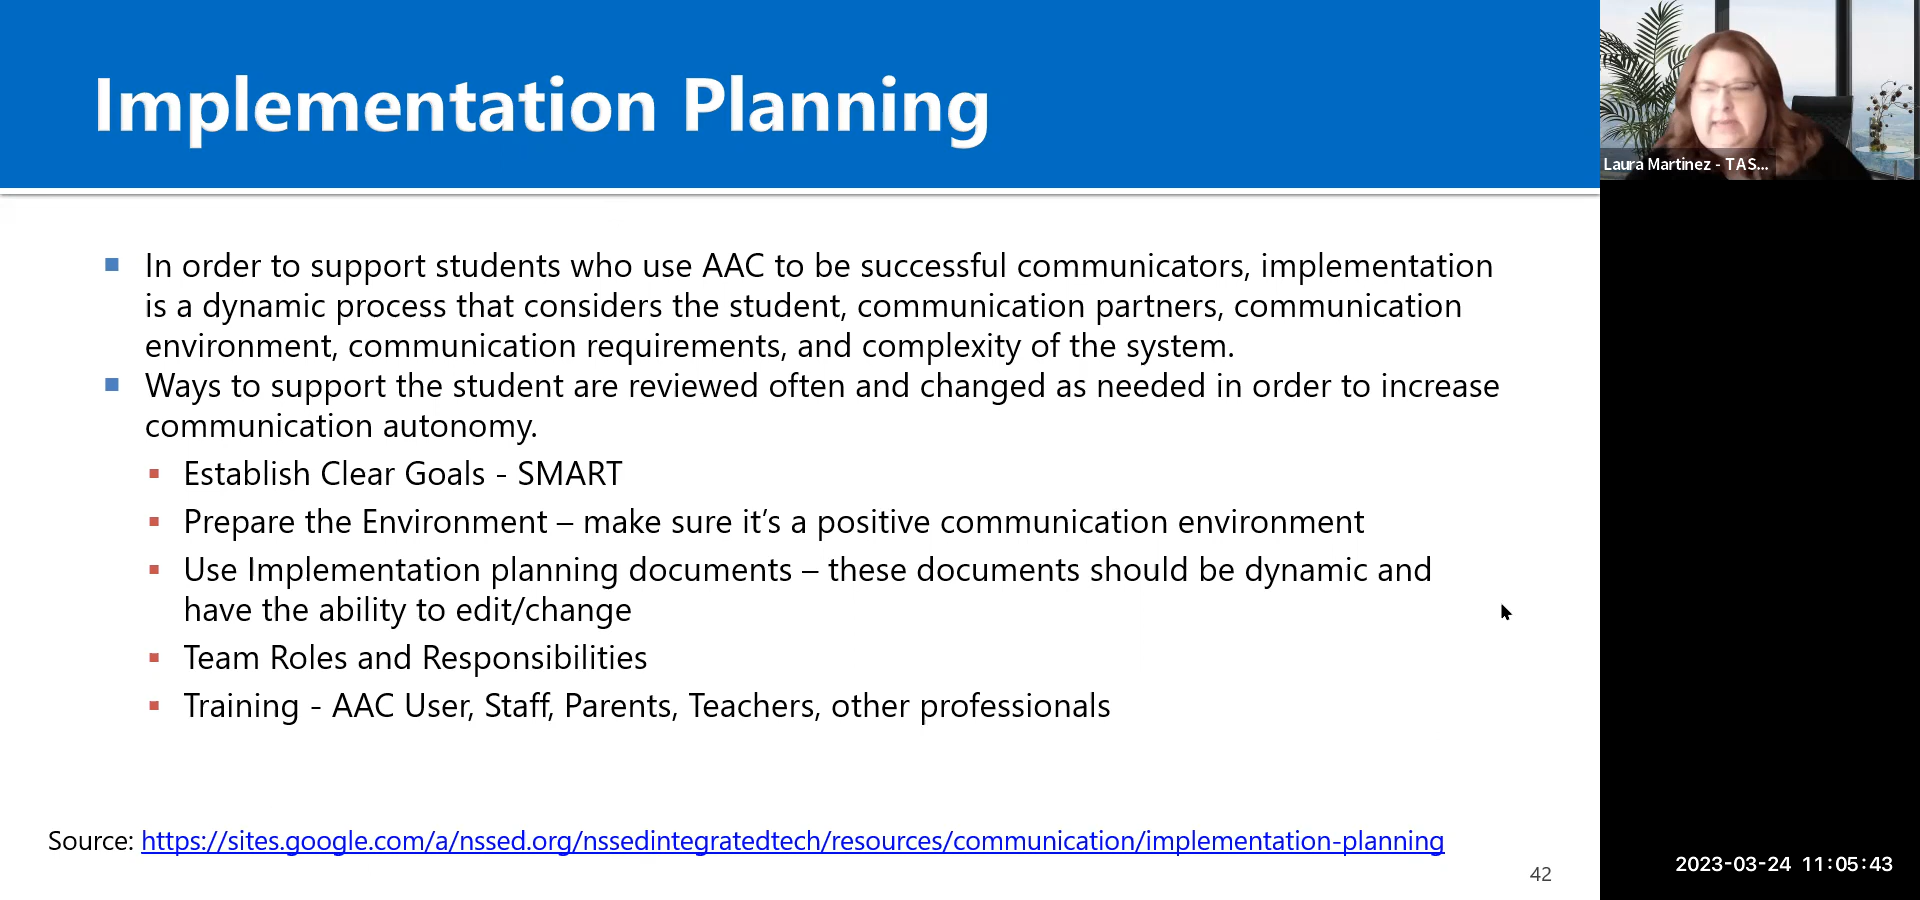 Implementation Planning
In order to support students who use AAC to be successful communicators, implementation
is a dynamic process that considers the student, communication partners, communication
environment, communication requirements, and complexity of the system.
Ways to support the student are reviewed often and changed as needed in order to increase
communication autonomy.
Establish Clear Goals - SMART
Prepare the Environment – make sure it’s a positive communication environment
Use Implementation planning documents – these documents should be dynamic and
have the ability to edit/change
Team Roles and Responsibilities
Training - AAC User, Staff, Parents, Teachers, other professionals
Source: https://sites.google.com/a/nssed.org/nssedintegratedtech/resources/communication/implementation-planning
42
Laura Martinez - TAS...
2023-03-24 11:05:43